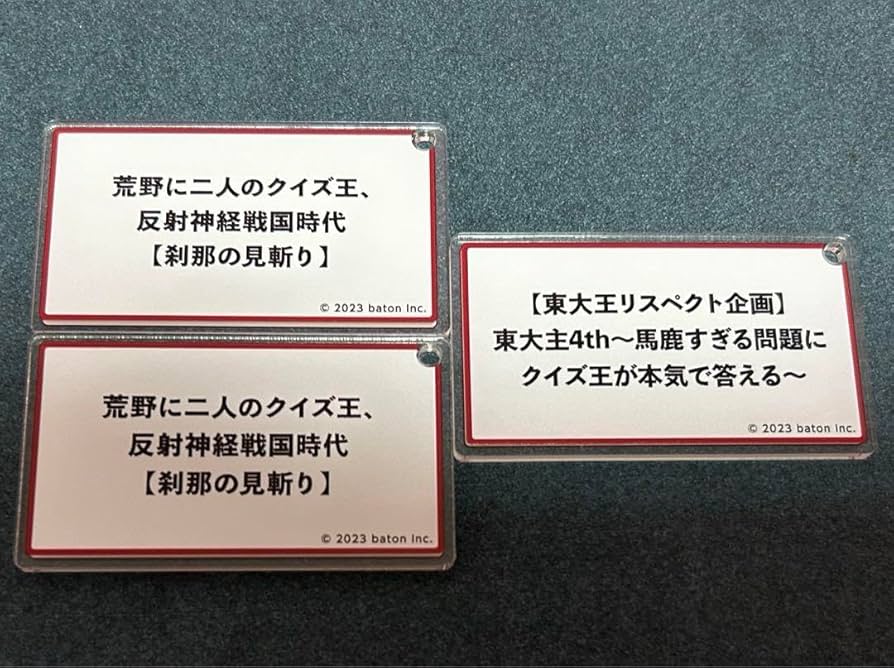 荒野に二人のクイズ王、
反射神経戦国時代
【刹那の見斬り】
© 2023 baton Inc.
荒野に二人のクイズ王、
反射神経戦国時代
【刹那の見斬り】
© 2023 baton Inc.
【東大王リスペクト企画】
東大主4th～馬鹿すぎる問題に
クイズ王が本気で答える～
© 2023 baton Inc.